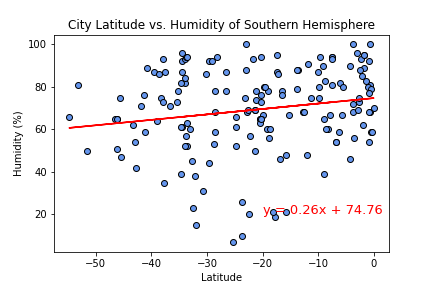 City Latitude vs. Humidity of Southern Hemisphere
100
80
60
40
20
Humidity (%)
y = 0.26x + 74.76
−50 −40 −30 −20 −10 0
Latitude